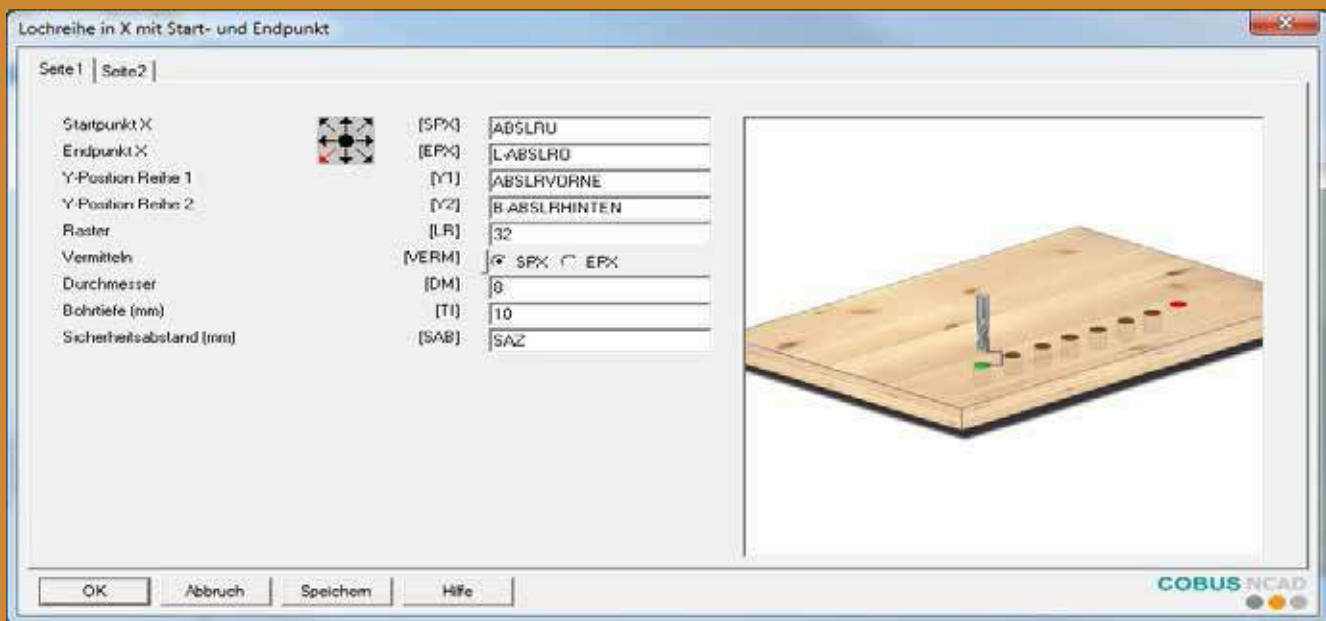 Lochreihe in X mit Start- und Endpunkt
Seite1 Seite2
Startpunkt X [SPX] ABSLRU
Endpunkt X [EPX] L-ABSLRO
Y-Position Reihe 1 [Y1] ABSLRVORNE
Y-Position Reihe 2 [Y2] B-ABSLRHINTEN
Raster [LR] 32
Vermitteln [VERM] SPX EPX
Durchmesser [DM] 8
Bohrtiefe (mm) [TI] 10
Sicherheitsabstand (mm) [SAB] SAZ
OK Abbruch Speichern Hilfe
COBUS NCAD